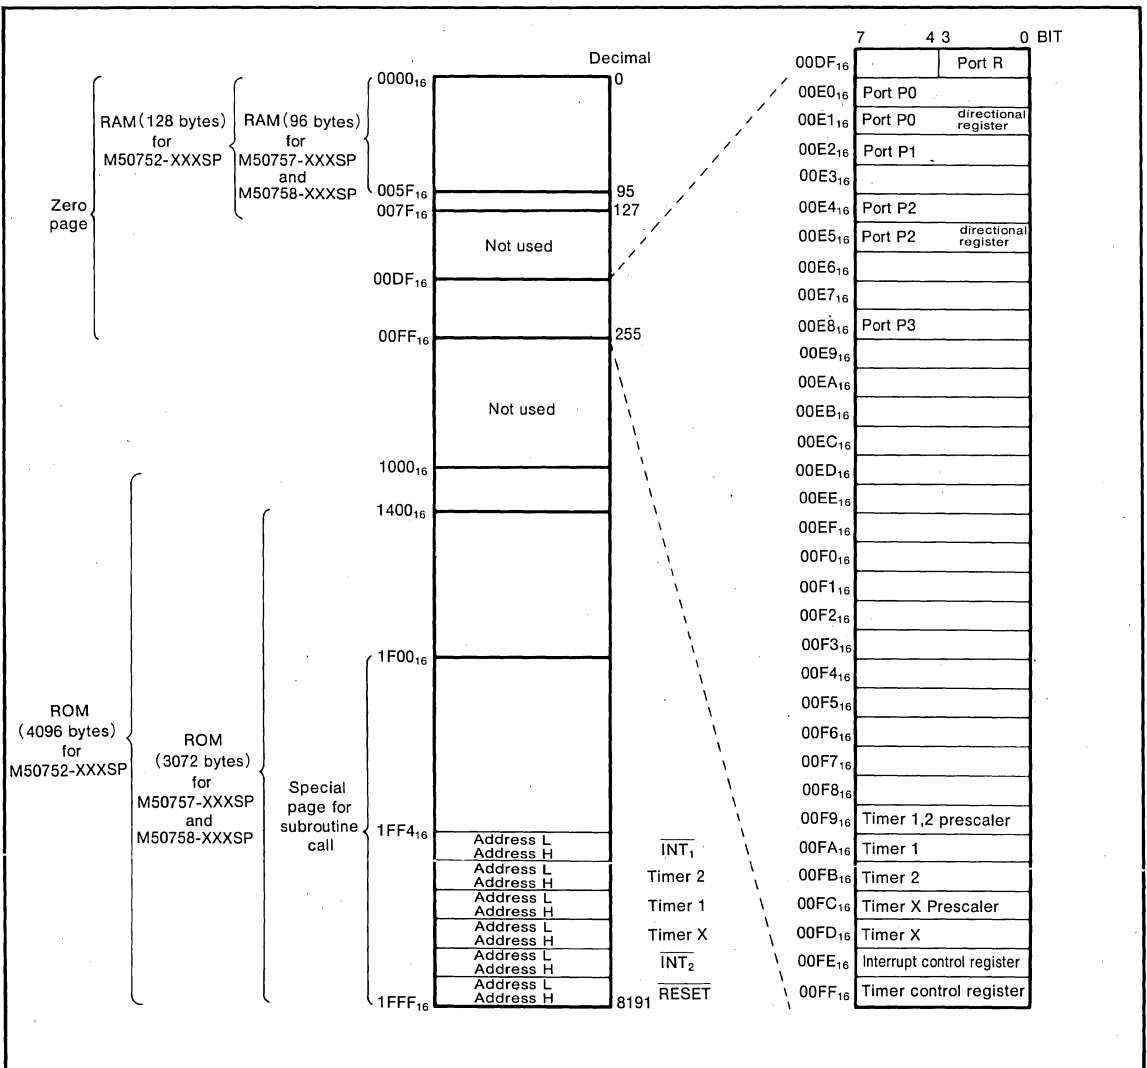 Decimal
0000₁₆
0
RAM (128 bytes)
for
M50752-XXXSP
RAM (96 bytes)
for
M50757-XXXSP
and
M50758-XXXSP
005F₁₆
95
007F₁₆
127
Zero
page
Not used
00DF₁₆
00FF₁₆
255
Not used
1000₁₆
1400₁₆
1F00₁₆
ROM
(4096 bytes)
for
M50752-XXXSP
ROM
(3072 bytes)
for
M50757-XXXSP
and
M50758-XXXSP
Special
page for
subroutine
call
1FF4₁₆
Address L
Address H
INT₁
Address L
Address H
Timer 2
Address L
Address H
Timer 1
Address L
Address H
Timer X
Address L
Address H
INT₂
Address L
Address H
RESET
1FFF₁₆
8191
7 4 3 0 BIT
00DF₁₆ Port R
00E0₁₆ Port P0
00E1₁₆ Port P0 directional register
00E2₁₆ Port P1
00E3₁₆
00E4₁₆ Port P2
00E5₁₆ Port P2 directional register
00E6₁₆
00E7₁₆
00E8₁₆ Port P3
00E9₁₆
00EA₁₆
00EB₁₆
00EC₁₆
00ED₁₆
00EE₁₆
00EF₁₆
00F0₁₆
00F1₁₆
00F2₁₆
00F3₁₆
00F4₁₆
00F5₁₆
00F6₁₆
00F7₁₆
00F8₁₆
00F9₁₆ Timer 1,2 prescaler
00FA₁₆ Timer 1
00FB₁₆ Timer 2
00FC₁₆ Timer X Prescaler
00FD₁₆ Timer X
00FE₁₆ Interrupt control register
00FF₁₆ Timer control register